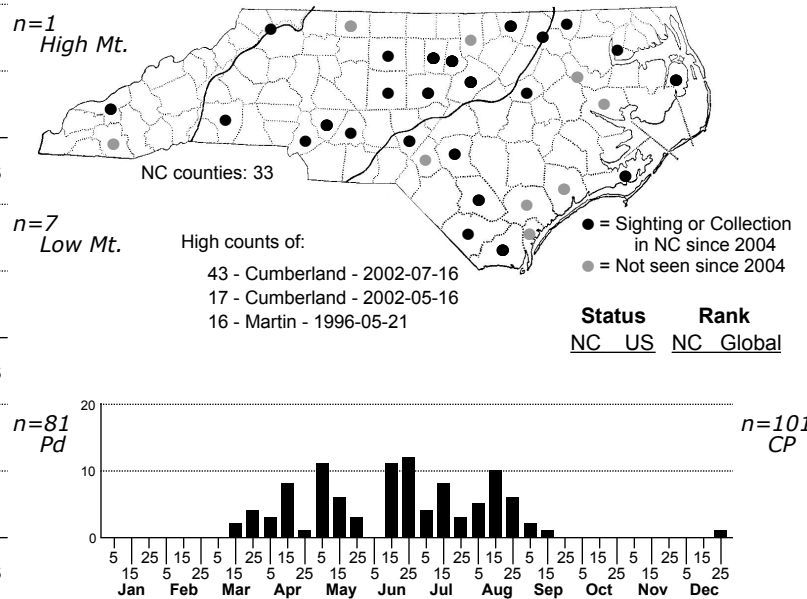 n=1
High Mt.
NC counties: 33
n=7
Low Mt.
High counts of:
43 - Cumberland - 2002-07-16
17 - Cumberland - 2002-05-16
16 - Martin - 1996-05-21
= Sighting or Collection
in NC since 2004
= Not seen since 2004
Status Rank
NC US NC Global
n=81
Pd
n=101
CP
20
10
0
5 25 15 5 25 15 5 25 15 5 25 15 5 25 15 5 25 15
15 5 25 15 5 25 15 5 25 15 5 25 15 5 25 15 5 25
Jan Feb Mar Apr May Jun Jul Aug Sep Oct Nov Dec